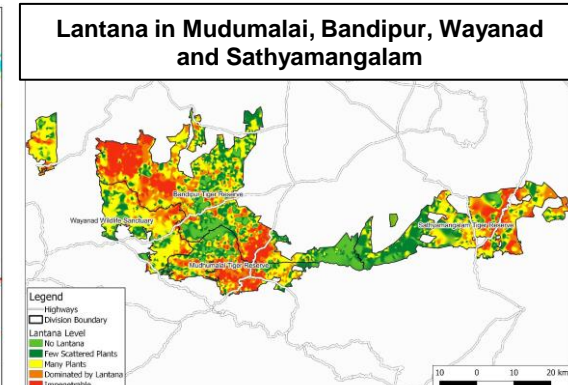 Lantana in Mudumalai, Bandipur, Wayanad
and Sathyamangalam
Bandipur Tiger Reserve
Wayanad Wildlife Sanctuary
Sathyamangalam Tiger Reserve
Mudhumalai Tiger Reserve
Legend
Highways
Division Boundary
Lantana Level
No Lantana
Few Scattered Plants
Many Plants
Dominated by Lantana
Impenetrable
10 0 10 20 km